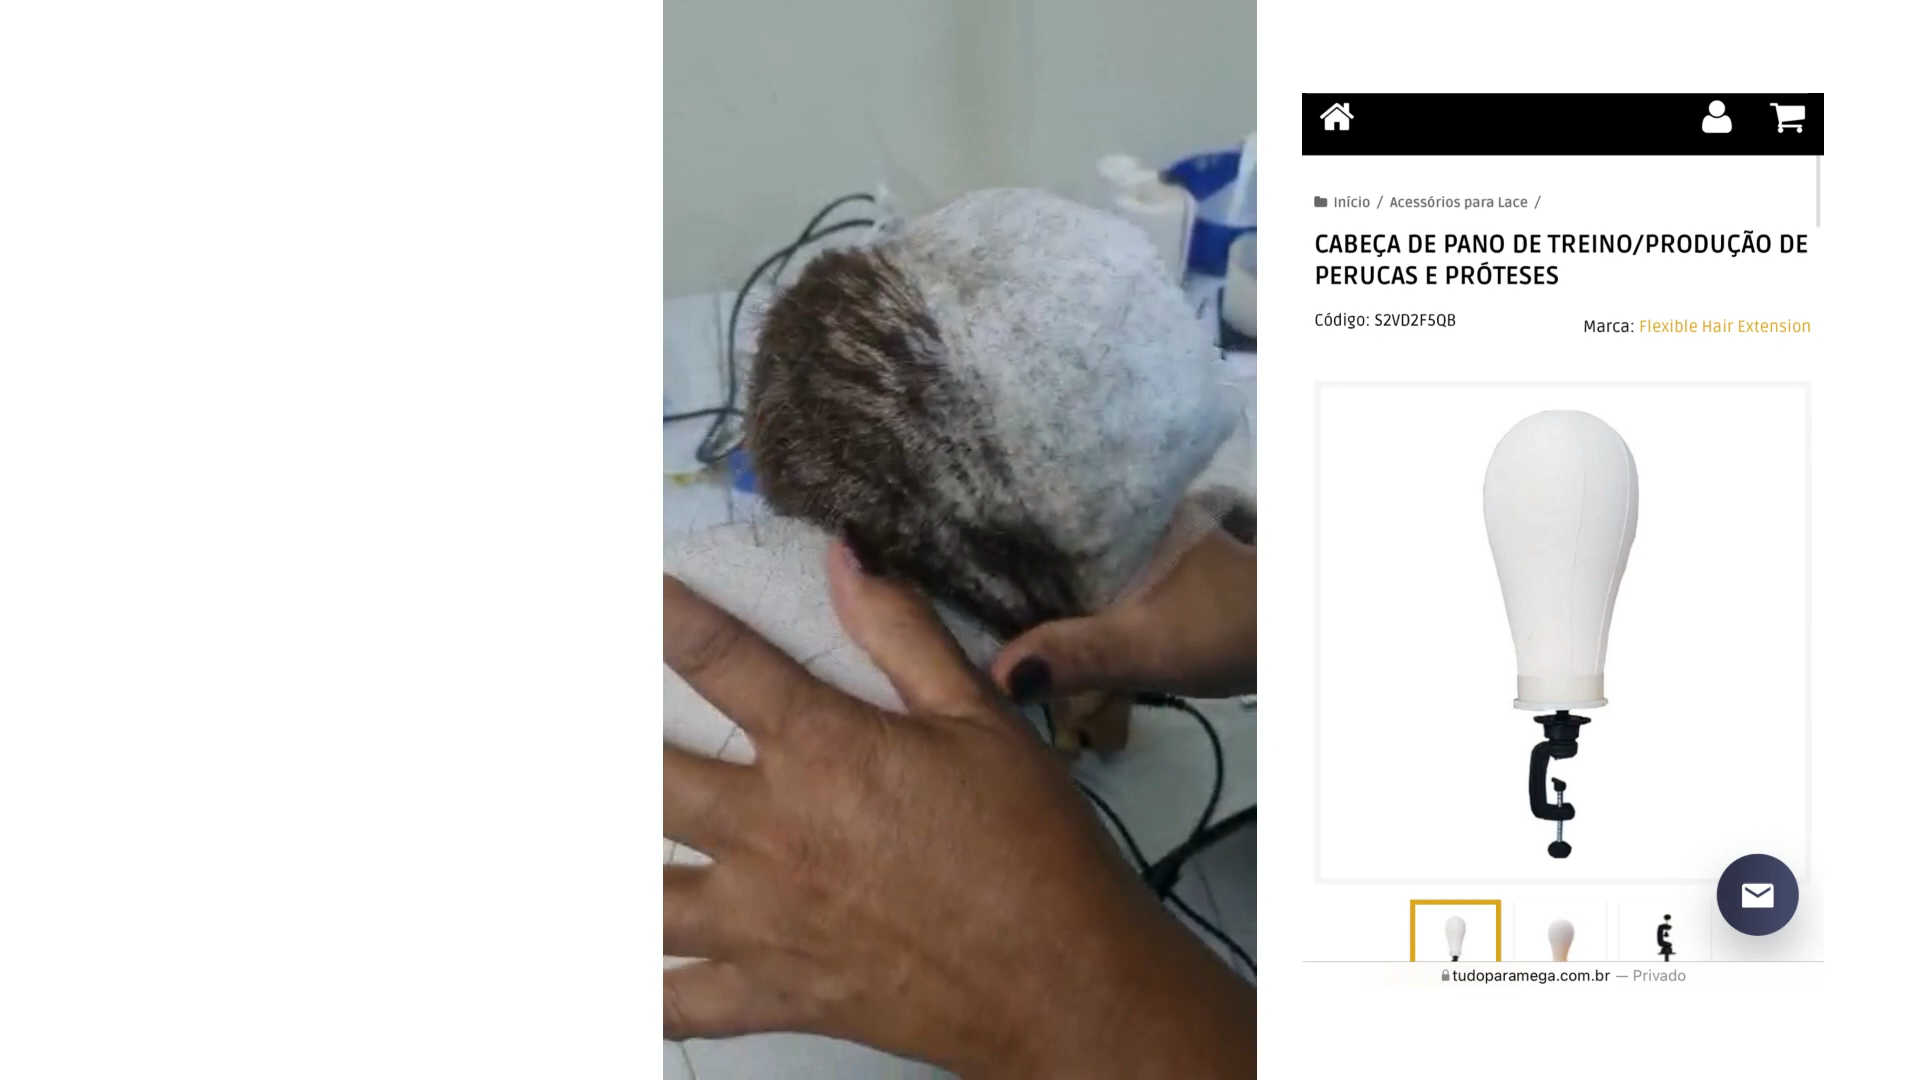 Início / Acessórios para Lace /
CABEÇA DE PANO DE TREINO/PRODUÇÃO DE
PERUCAS E PRÓTESES
Código: S2VD2F5QB
Marca: Flexible Hair Extension
tudoparamega.com.br — Privado